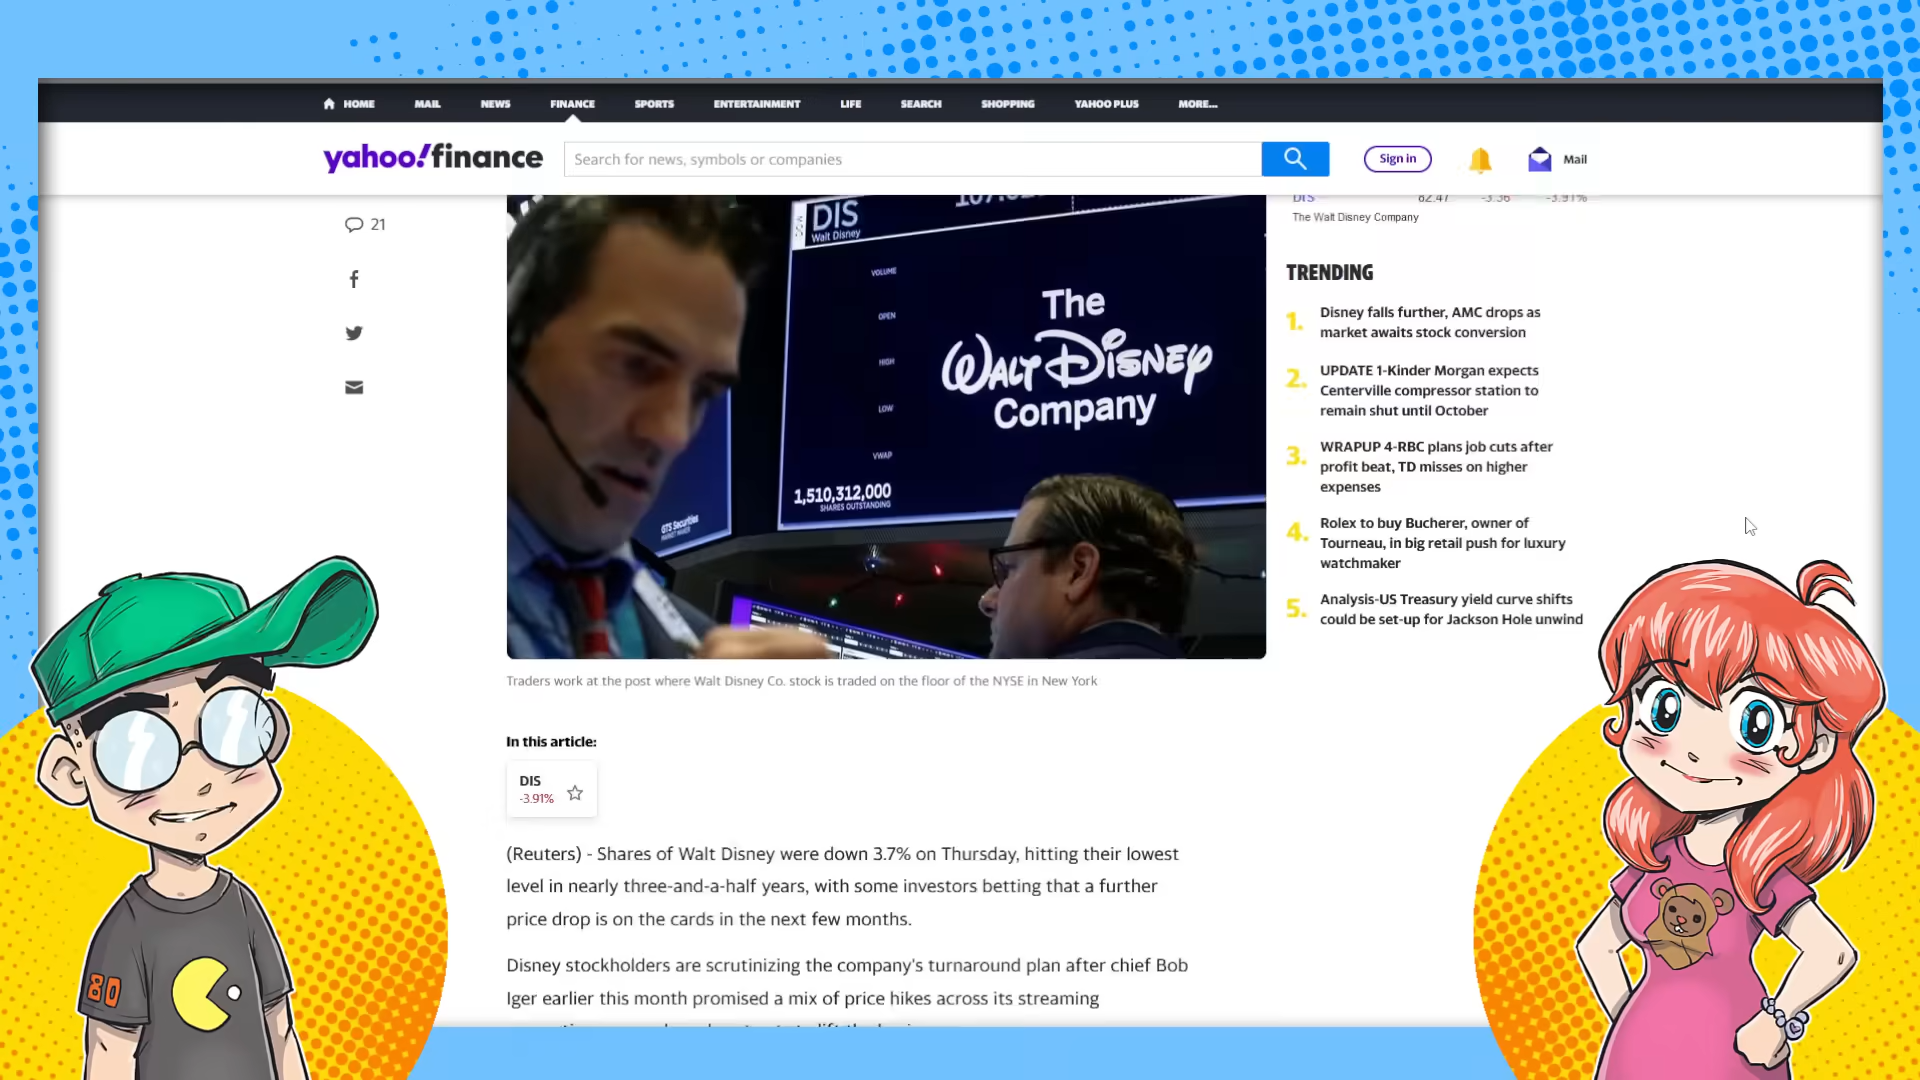 HOME MAIL NEWS FINANCE SPORTS ENTERTAINMENT LIFE SEARCH SHOPPING YAHOO PLUS MORE...
yahoo!finance Search for news, symbols or companies Sign in Mail
21
DIS
Walt Disney
VOLUME
OPEN
HIGH
LOW
VWAP
The
Walt Disney
Company
1,510,312,000
SHARES OUTSTANDING
GTS Securities
MARKET MAKER
DIS 82.47 -3.36 -3.91%
The Walt Disney Company
TRENDING
1. Disney falls further, AMC drops as
market awaits stock conversion
2. UPDATE 1-Kinder Morgan expects
Centerville compressor station to
remain shut until October
3. WRAPUP 4-RBC plans job cuts after
profit beat, TD misses on higher
expenses
4. Rolex to buy Bucherer, owner of
Tourneau, in big retail push for luxury
watchmaker
5. Analysis-US Treasury yield curve shifts
could be set-up for Jackson Hole unwind
Traders work at the post where Walt Disney Co. stock is traded on the floor of the NYSE in New York
In this article:
DIS
-3.91%
(Reuters) - Shares of Walt Disney were down 3.7% on Thursday, hitting their lowest
level in nearly three-and-a-half years, with some investors betting that a further
price drop is on the cards in the next few months.
Disney stockholders are scrutinizing the company's turnaround plan after chief Bob
Iger earlier this month promised a mix of price hikes across its streaming
80